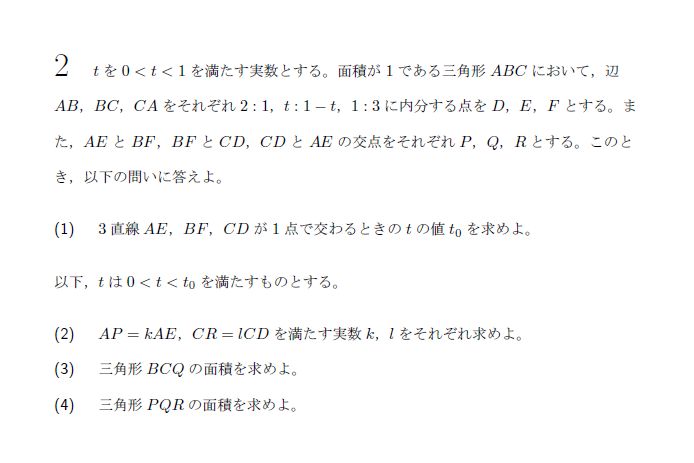 2 t を 0 < t < 1 を満たす実数とする。面積が 1 である三角形 ABC において，辺
AB，BC，CA をそれぞれ 2 : 1，t : 1 − t，1 : 3 に内分する点を D，E，F とする。ま
た，AE と BF，BF と CD，CD と AE の交点をそれぞれ P，Q，R とする。このと
き，以下の問いに答えよ。
(1) 3 直線 AE，BF，CD が 1 点で交わるときの t の値 t₀ を求めよ。
以下，t は 0 < t < t₀ を満たすものとする。
(2) AP = kAE，CR = lCD を満たす実数 k，l をそれぞれ求めよ。
(3) 三角形 BCQ の面積を求めよ。
(4) 三角形 PQR の面積を求めよ。